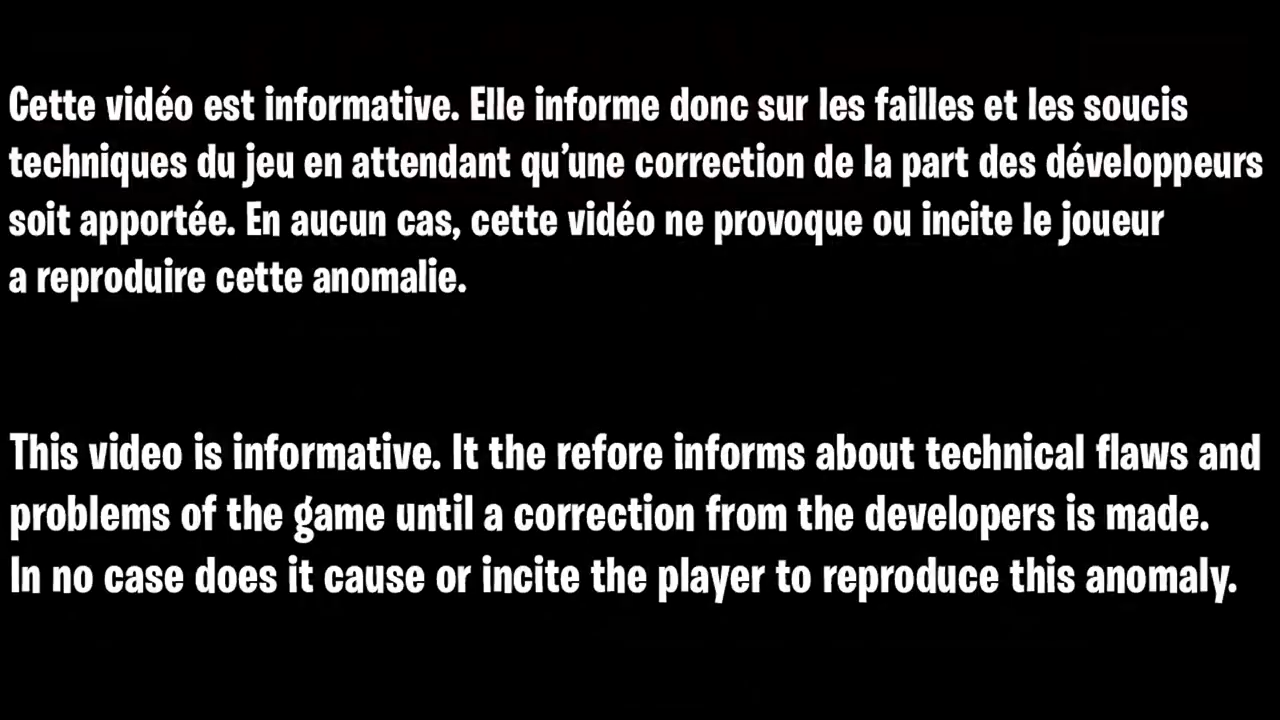 Cette vidéo est informative. Elle informe donc sur les failles et les soucis
techniques du jeu en attendant qu’une correction de la part des développeurs
soit apportée. En aucun cas, cette vidéo ne provoque ou incite le joueur
a reproduire cette anomalie.
This video is informative. It the refore informs about technical flaws and
problems of the game until a correction from the developers is made.
In no case does it cause or incite the player to reproduce this anomaly.